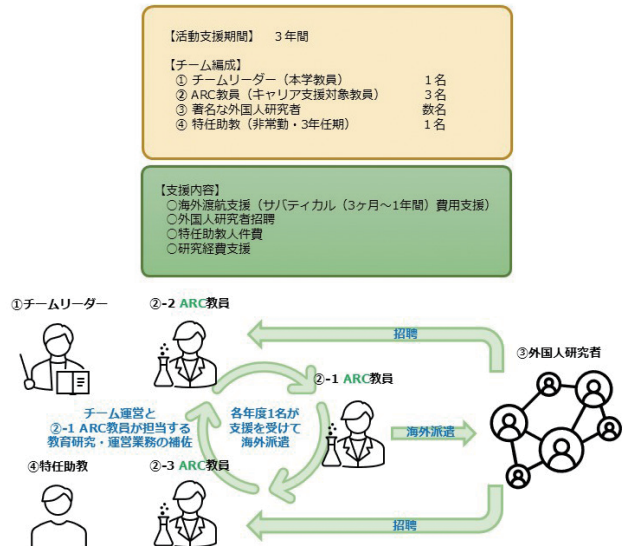 【活動支援期間】 3年間
【チーム編成】
① チームリーダー(本学教員) 1名
② ARC教員(キャリア支援対象教員) 3名
③ 著名な外国人研究者 数名
④ 特任助教(非常勤・3年任期) 1名
【支援内容】
○海外渡航支援(サバティカル(3ヶ月~1年間)費用支援)
○外国人研究者招聘
○特任助教人件費
○研究経費支援
①チームリーダー
②-2 ARC教員
招聘
③外国人研究者
②-1 ARC教員
チーム運営と
②-1 ARC教員が担当する
教育研究・運営業務の補佐
各年度1名が
支援を受けて
海外派遣
海外派遣
④特任助教
②-3 ARC教員
招聘